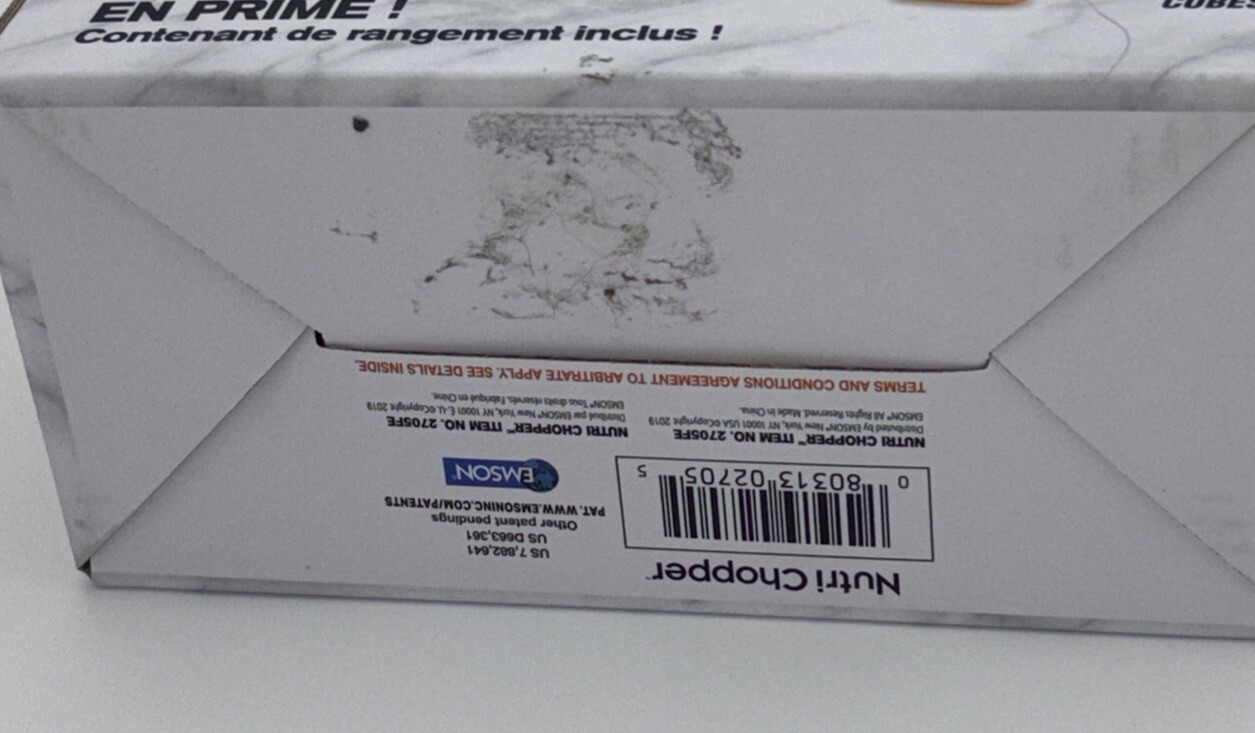 EN PRIME !
Contenant de rangement inclus !
CUBES
Nutri Chopper™
0 80313 02705 5
US 7,882,641
US D663,361
Other patent pendings
PAT. WWW.EMSONINC.COM/PATENTS
EMSON®
NUTRI CHOPPER™ ITEM NO. 2705FE
Distributed by EMSON® New York, NY 10001 USA ©Copyright 2019
EMSON® All Rights Reserved. Made in China.
NUTRI CHOPPER™ ITEM NO. 2705FE
Distribué par EMSON® New York, NY 10001 É.-U. ©Copyright 2019
EMSON® Tous droits réservés. Fabriqué en Chine.
TERMS AND CONDITIONS AGREEMENT TO ARBITRATE APPLY. SEE DETAILS INSIDE.